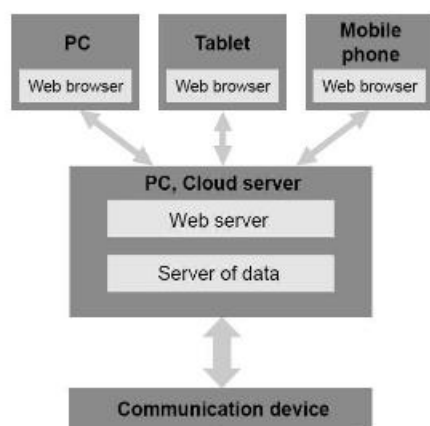 PC
Web browser
Tablet
Web browser
Mobile
phone
Web browser
PC, Cloud server
Web server
Server of data
Communication device